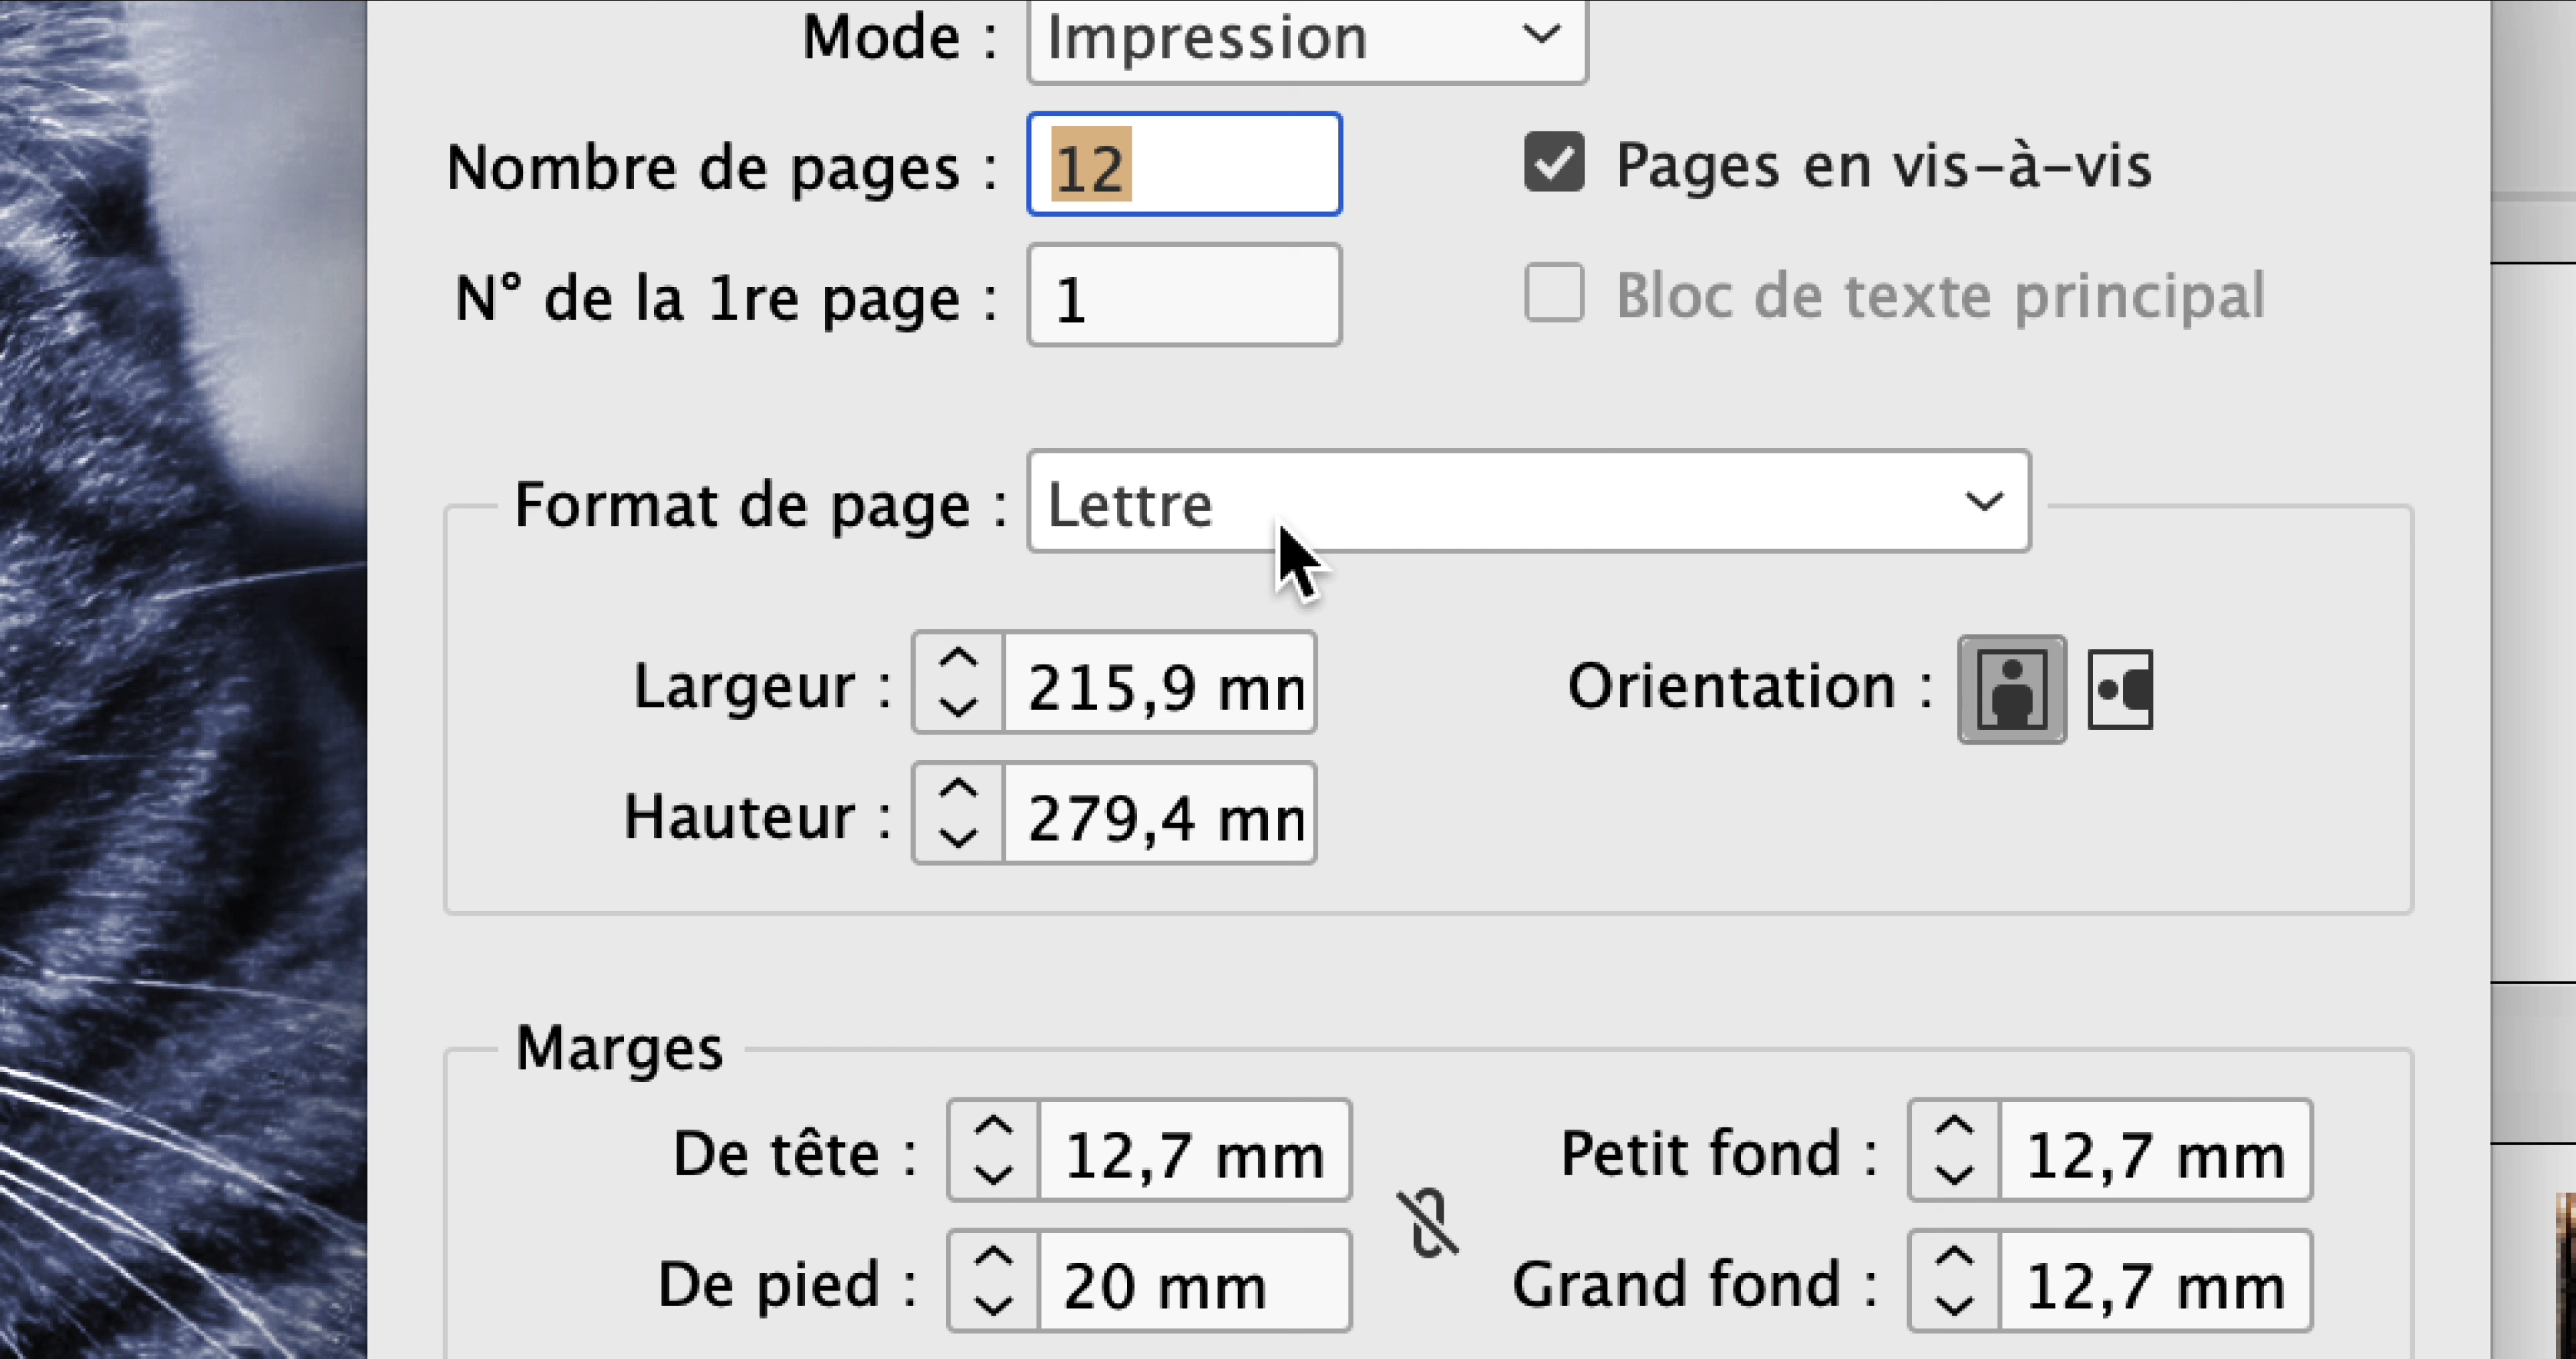 Mode : Impression
Nombre de pages : 12
Pages en vis-à-vis
N° de la 1re page : 1
Bloc de texte principal
Format de page : Lettre
Largeur : 215,9 mm
Orientation :
Hauteur : 279,4 mm
Marges
De tête : 12,7 mm
Petit fond : 12,7 mm
De pied : 20 mm
Grand fond : 12,7 mm